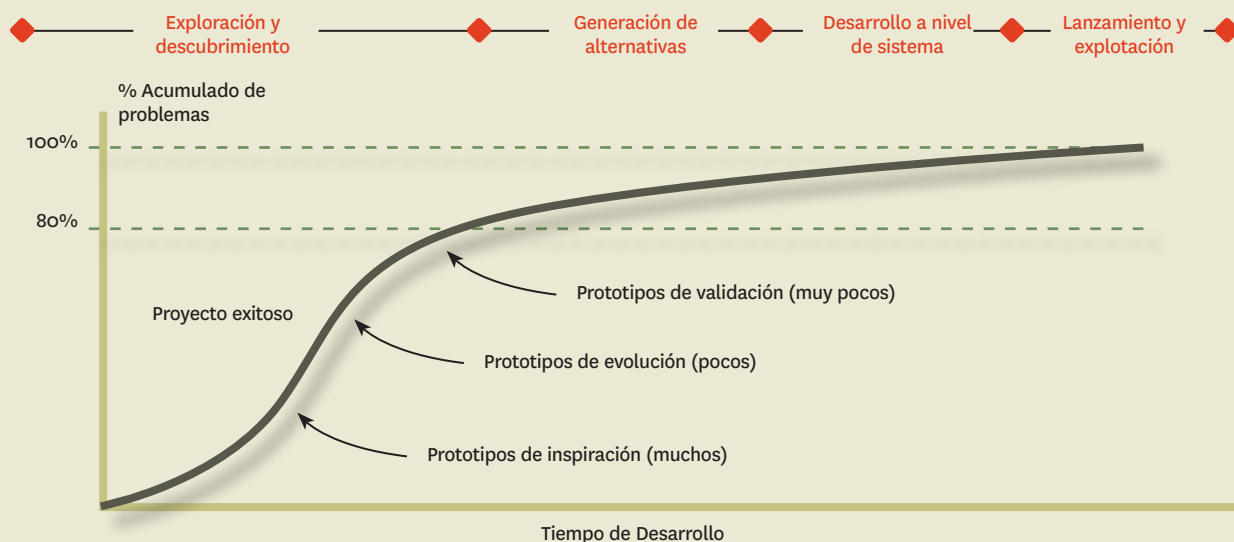 Exploración y
descubrimiento
Generación de
alternativas
Desarrollo a nivel
de sistema
Lanzamiento y
explotación
% Acumulado de
problemas
100%
80%
Prototipos de validación (muy pocos)
Proyecto exitoso
Prototipos de evolución (pocos)
Prototipos de inspiración (muchos)
Tiempo de Desarrollo